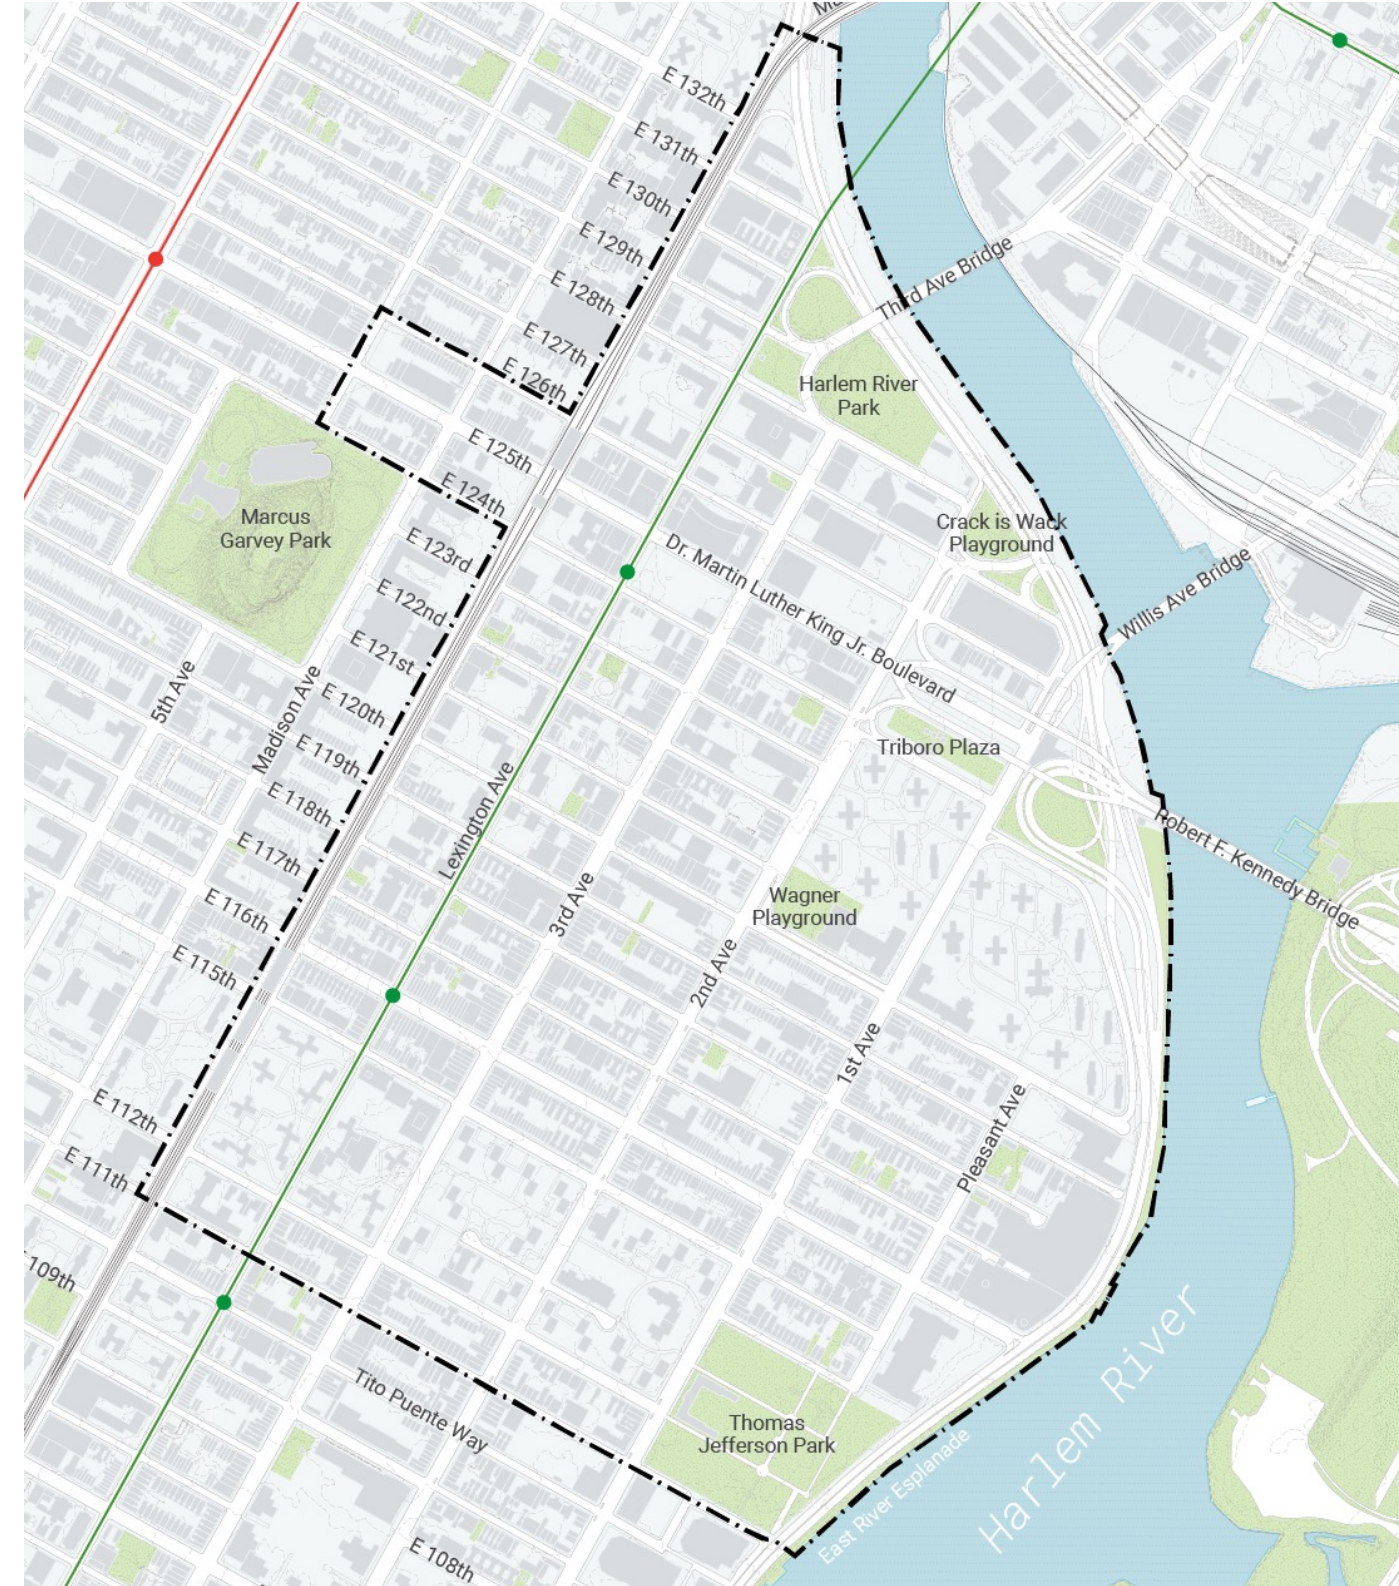 Ma
E 132th
E 131th
E 130th
E 129th
E 128th
E 127th
E 126th
Third Ave Bridge
Harlem River
Park
E 125th
E 124th
Marcus
Garvey Park
E 123rd
E 122nd
E 121st
E 120th
E 119th
E 118th
E 117th
E 116th
E 115th
E 112th
E 111th
109th
Crack is Wack
Playground
Dr. Martin Luther King Jr. Boulevard
Willis Ave Bridge
5th Ave
Madison Ave
Triboro Plaza
Lexington Ave
Robert F. Kennedy Bridge
3rd Ave
Wagner
Playground
2nd Ave
1st Ave
Pleasant Ave
Tito Puente Way
Thomas
Jefferson Park
East River Esplanade
Harlem River
E 108th